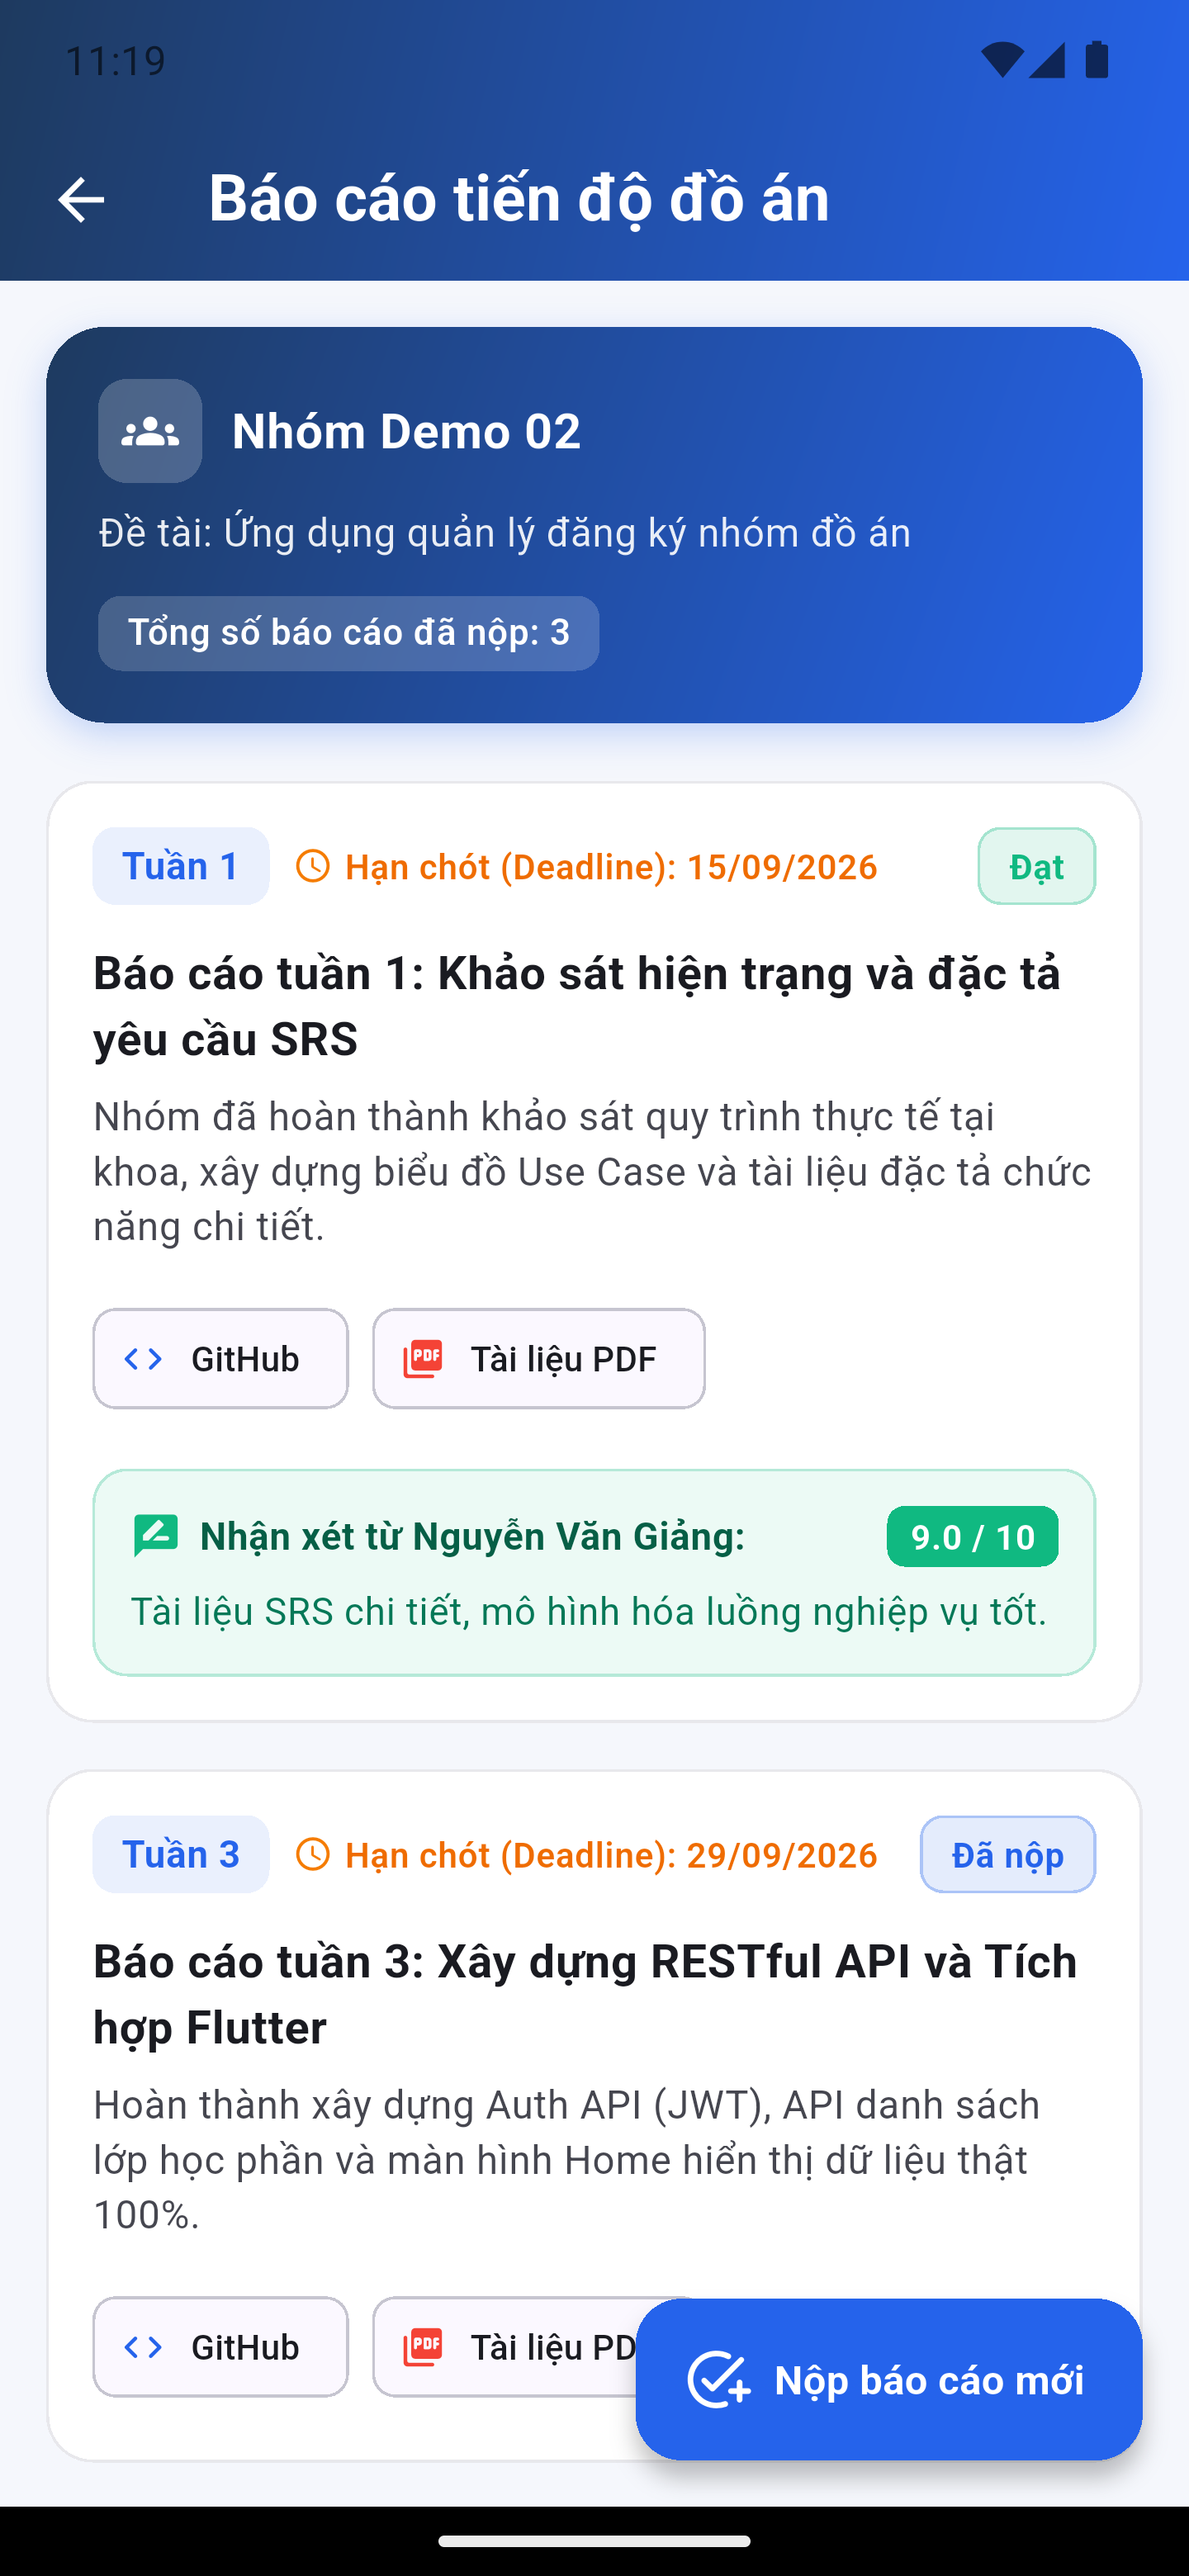 11:19
Báo cáo tiến độ đồ án
Nhóm Demo 02
Đề tài: Ứng dụng quản lý đăng ký nhóm đồ án
Tổng số báo cáo đã nộp: 3
Tuần 1
Hạn chót (Deadline): 15/09/2026
Đạt
Báo cáo tuần 1: Khảo sát hiện trạng và đặc tả
yêu cầu SRS
Nhóm đã hoàn thành khảo sát quy trình thực tế tại
khoa, xây dựng biểu đồ Use Case và tài liệu đặc tả chức
năng chi tiết.
GitHub
PDF
Tài liệu PDF
Nhận xét từ Nguyễn Văn Giảng:
9.0 / 10
Tài liệu SRS chi tiết, mô hình hóa luồng nghiệp vụ tốt.
Tuần 3
Hạn chót (Deadline): 29/09/2026
Đã nộp
Báo cáo tuần 3: Xây dựng RESTful API và Tích
hợp Flutter
Hoàn thành xây dựng Auth API (JWT), API danh sách
lớp học phần và màn hình Home hiển thị dữ liệu thật
100%.
GitHub
PDF
Tài liệu PD
Nộp báo cáo mới